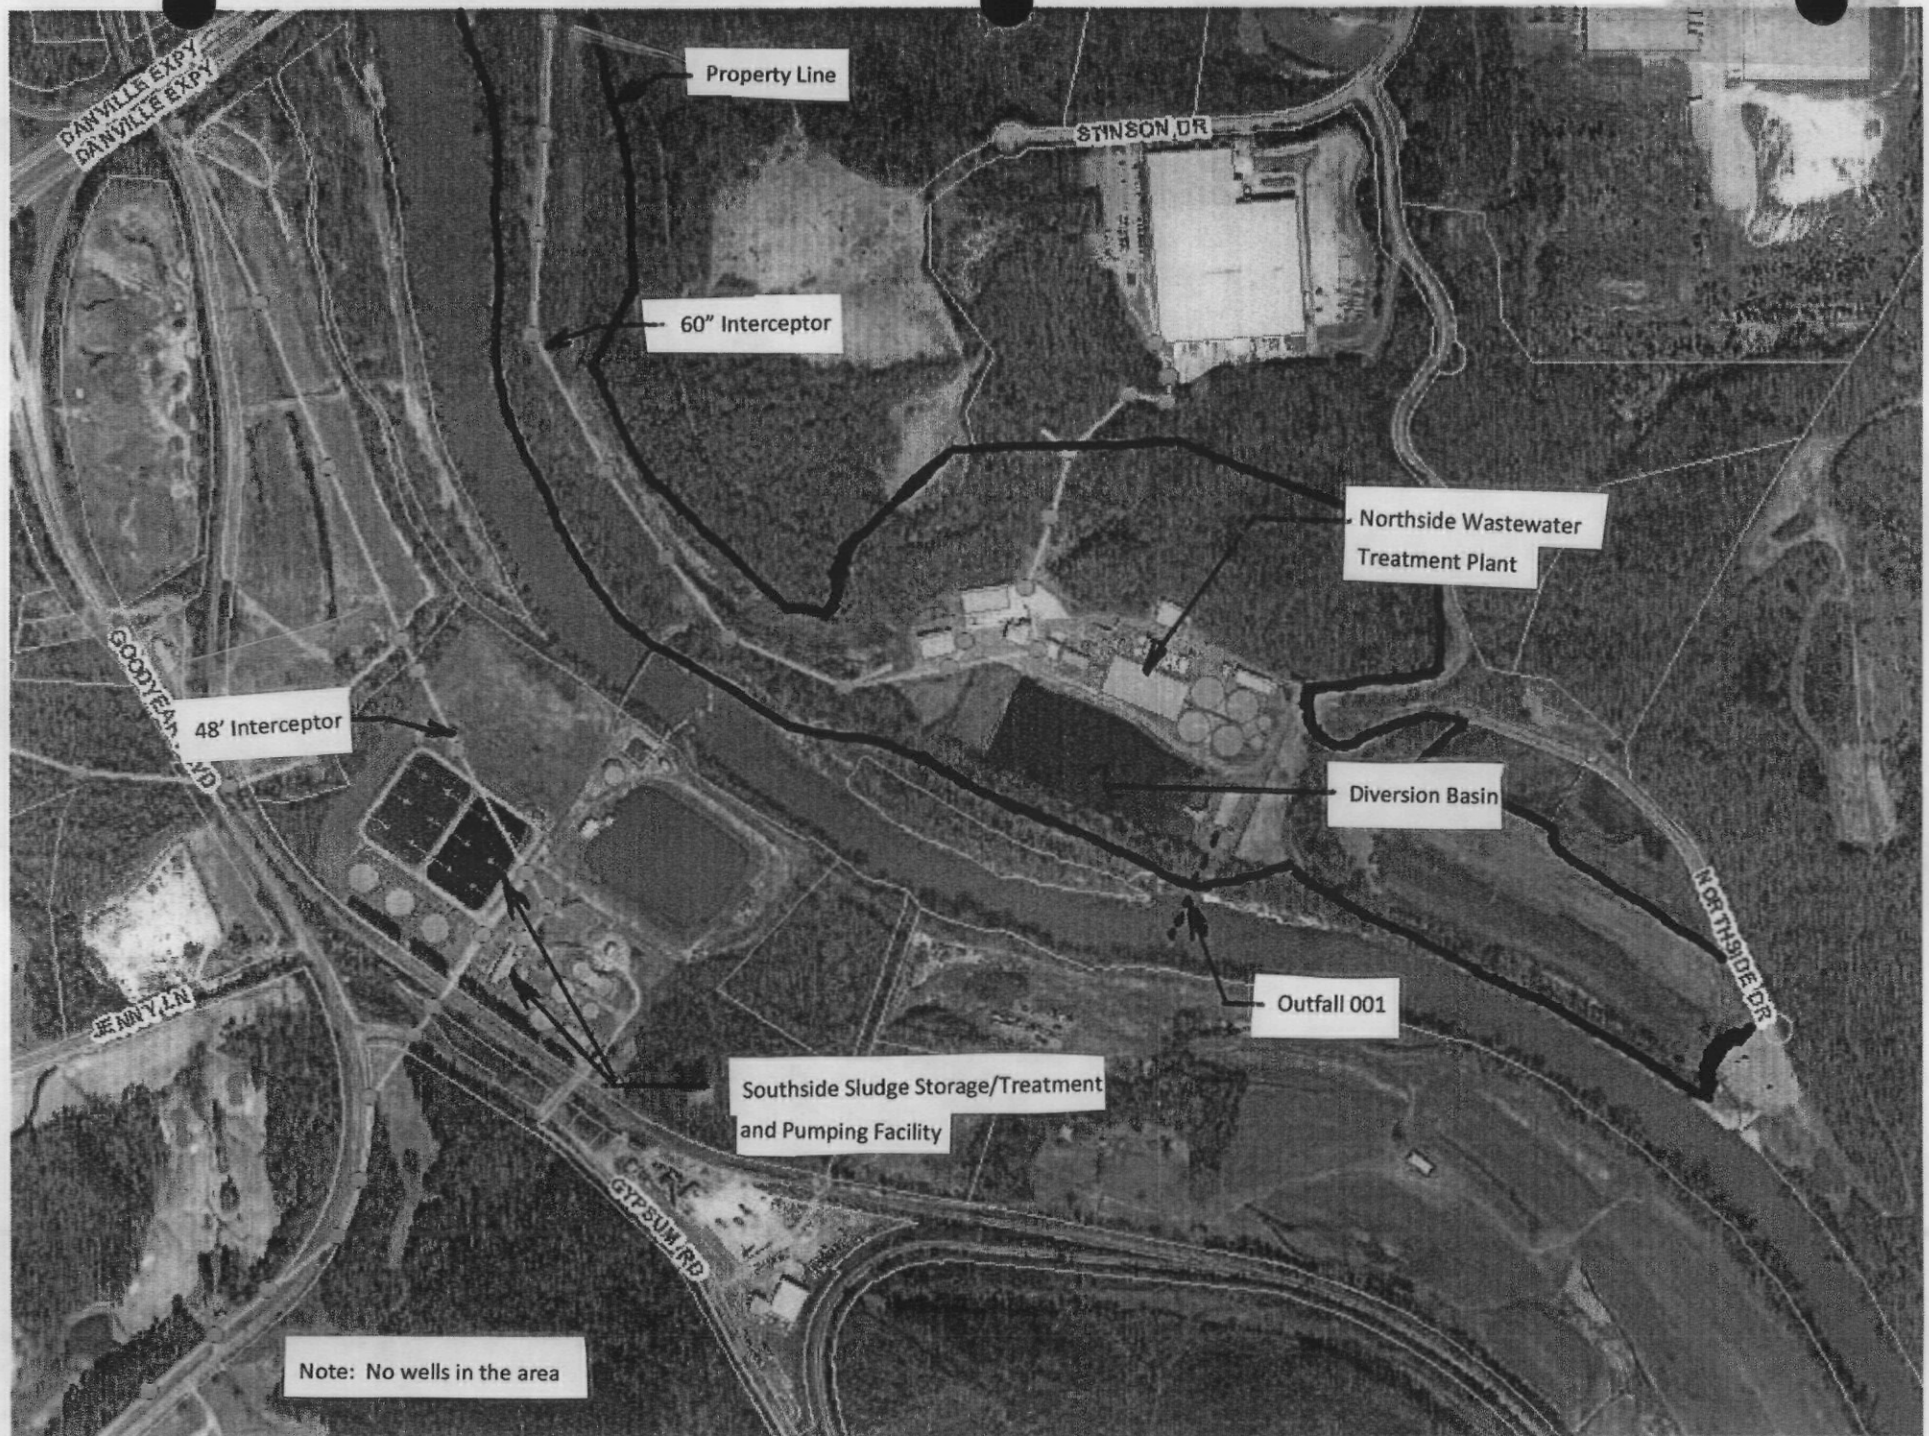 DANVILLE EXPY
DANVILLE EXPY
Property Line
STINSON DR
60” Interceptor
Northside Wastewater
Treatment Plant
GOODYEAR BLVD
48’ Interceptor
Diversion Basin
NORTHSIDE DR
JENNY LN
Outfall 001
Southside Sludge Storage/Treatment
and Pumping Facility
GYPSUM RD
Note: No wells in the area